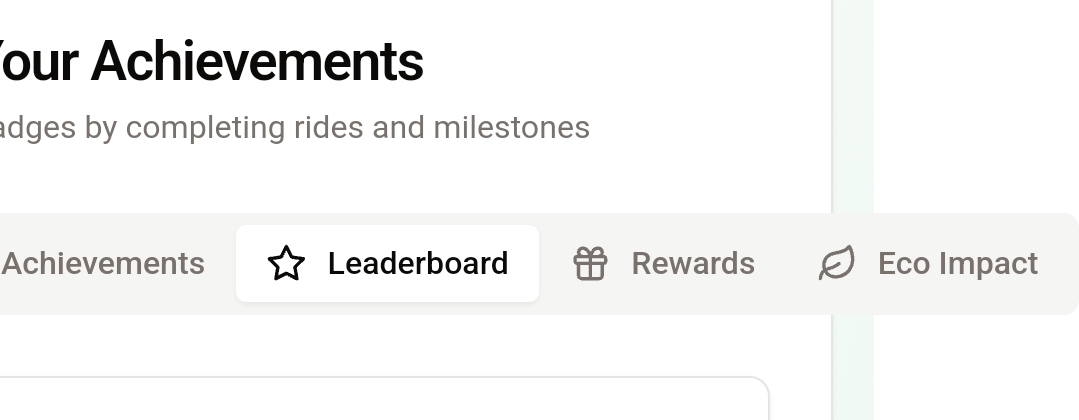 Your Achievements
adges by completing rides and milestones
Achievements Leaderboard Rewards Eco Impact